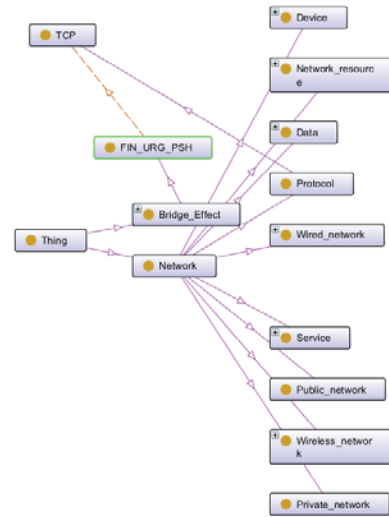 Device
TCP
Network_resourc
e
Data
FIN_URG_PSH
Protocol
Bridge_Effect
Thing
Wired_network
Network
Service
Public_network
Wireless_networ
k
Private_network